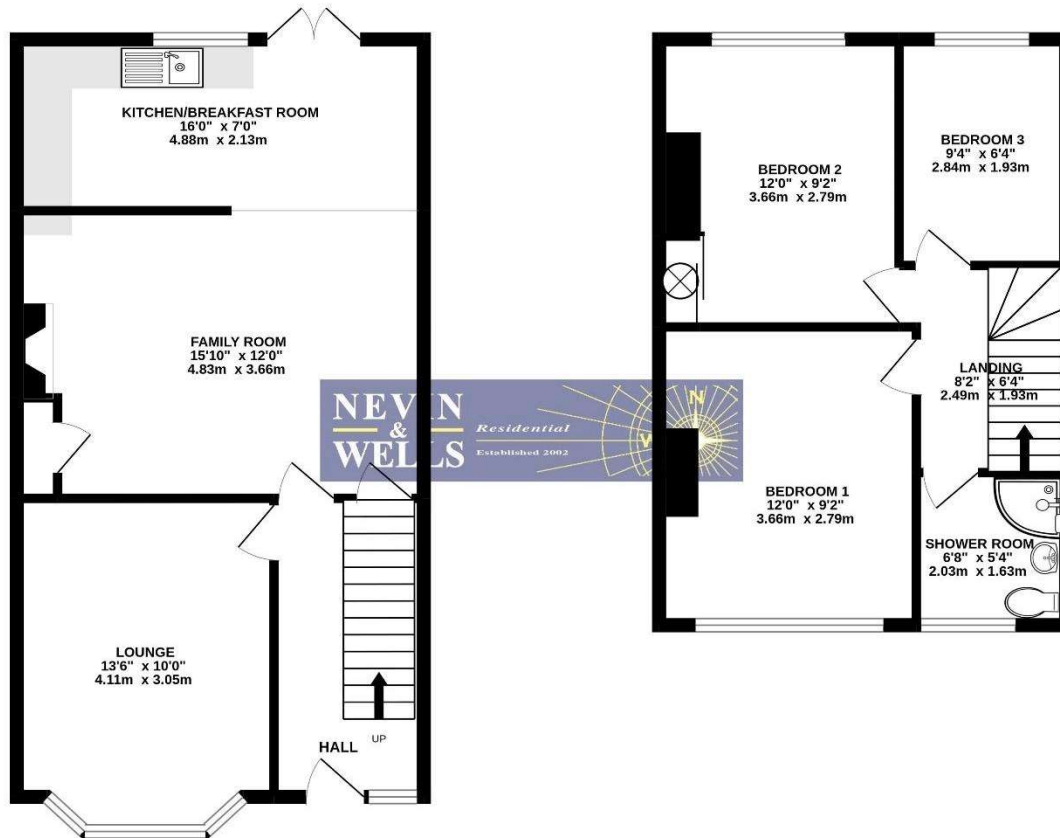 KITCHEN/BREAKFAST ROOM
16'0" x 7'0"
4.88m x 2.13m
FAMILY ROOM
15'10" x 12'0"
4.83m x 3.66m
LOUNGE
13'6" x 10'0"
4.11m x 3.05m
HALL
UP
NEVIN
&
WELLS
Residential
Established 2002
N
W
BEDROOM 2
12'0" x 9'2"
3.66m x 2.79m
BEDROOM 3
9'4" x 6'4"
2.84m x 1.93m
LANDING
8'2" x 6'4"
2.49m x 1.93m
BEDROOM 1
12'0" x 9'2"
3.66m x 2.79m
SHOWER ROOM
6'8" x 5'4"
2.03m x 1.63m